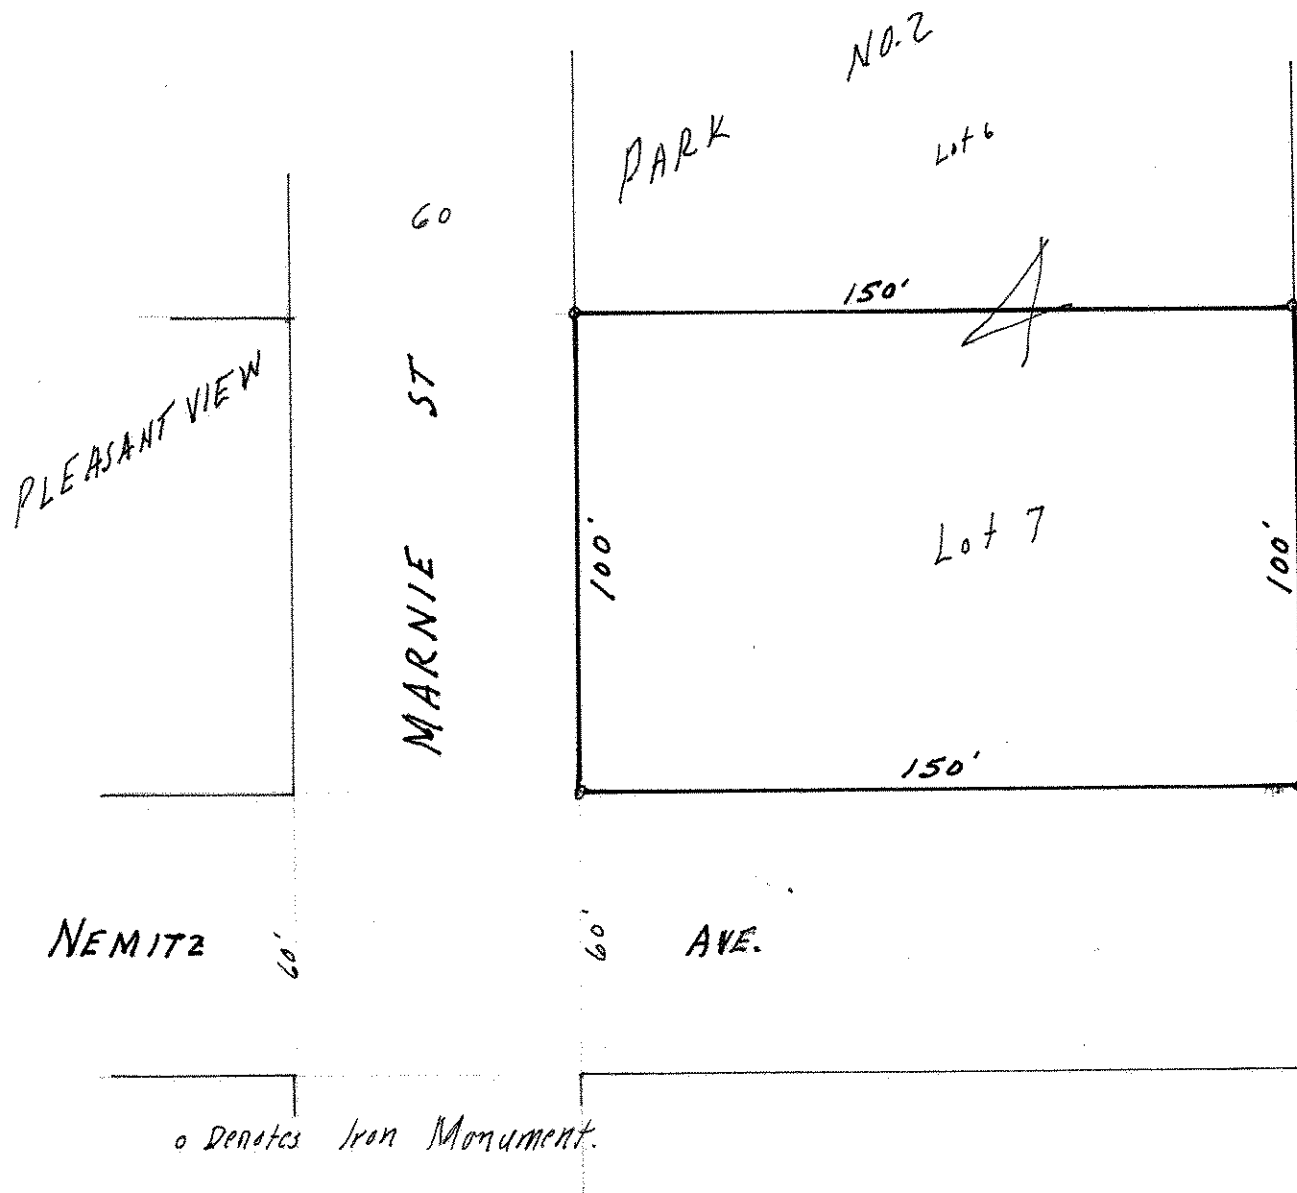 NO.2
PARK
Lot 6
60
150'
PLEASANT VIEW
MARNIE ST
100'
Lot 7
100'
150'
NEMITZ
60'
60'
AVE.
o Denotes Iron Monument.